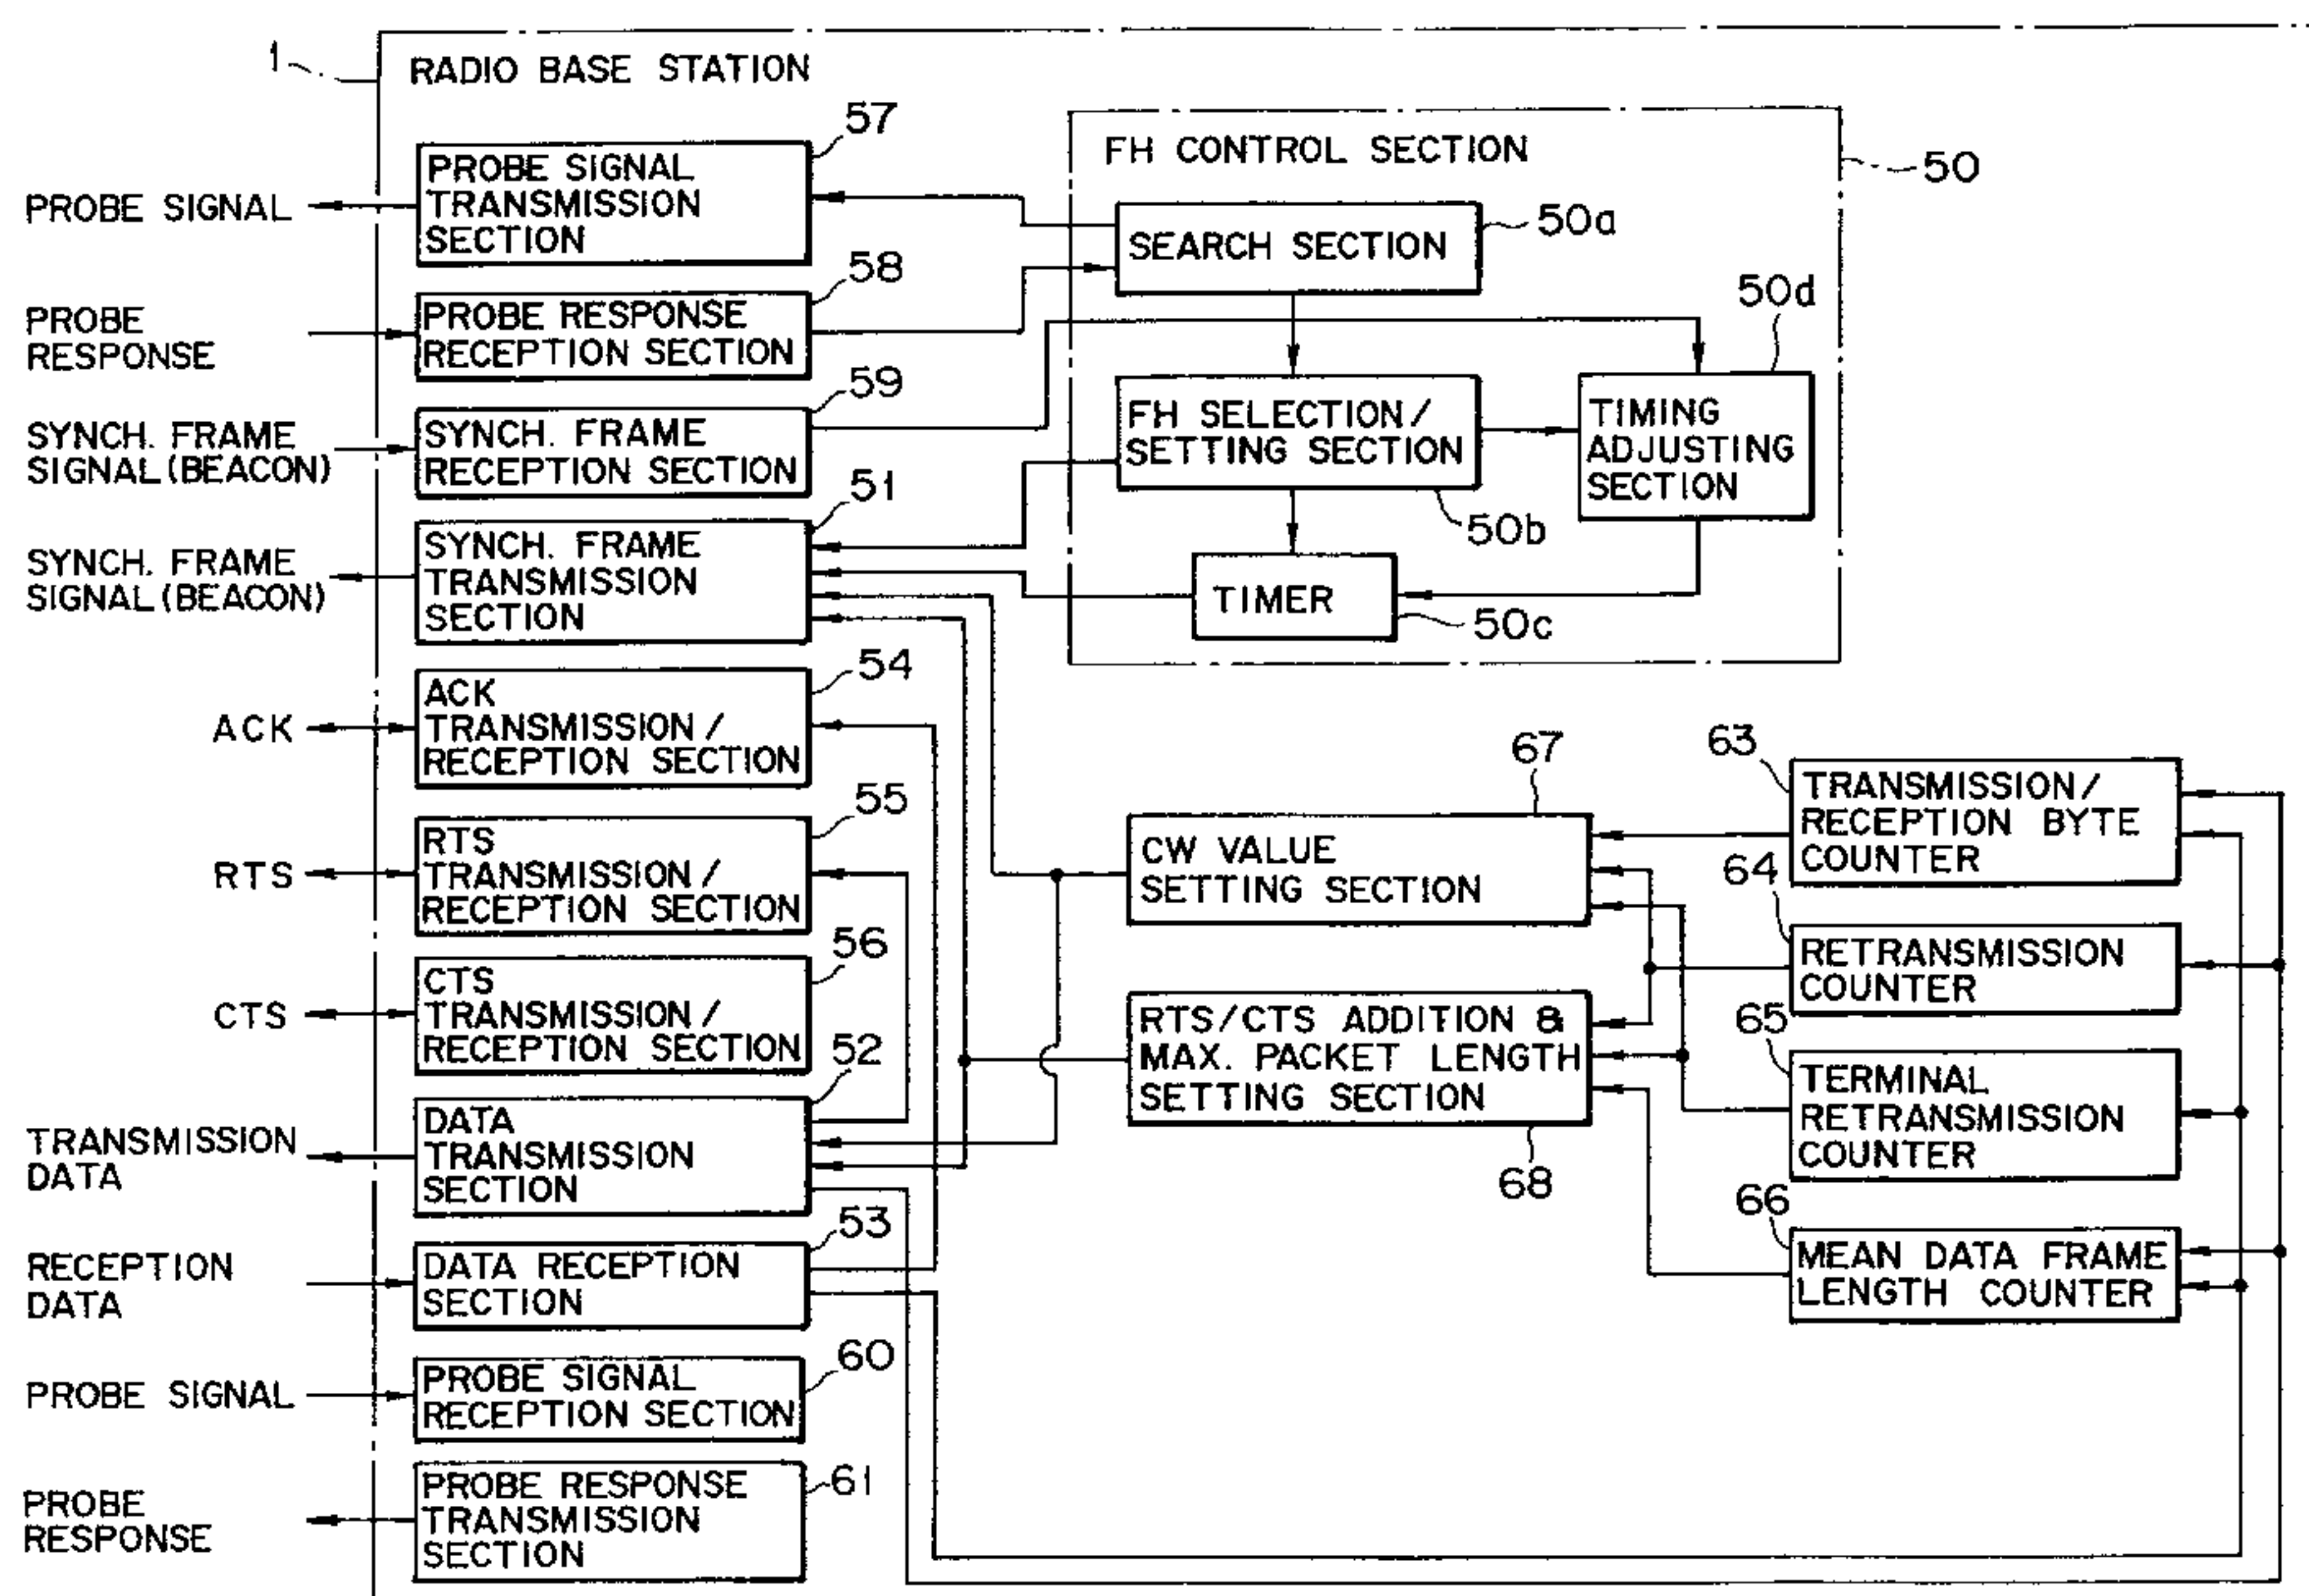 1
RADIO BASE STATION
57
PROBE SIGNAL
TRANSMISSION
SECTION
PROBE SIGNAL
58
PROBE RESPONSE
RECEPTION SECTION
PROBE
RESPONSE
59
SYNCH. FRAME
RECEPTION SECTION
SYNCH. FRAME
SIGNAL (BEACON)
51
SYNCH. FRAME
TRANSMISSION
SECTION
SYNCH. FRAME
SIGNAL (BEACON)
FH CONTROL SECTION
50
SEARCH SECTION
50a
50d
FH SELECTION/
SETTING SECTION
50b
TIMING
ADJUSTING
SECTION
TIMER
50c
54
ACK
TRANSMISSION/
RECEPTION SECTION
ACK
55
RTS
TRANSMISSION/
RECEPTION SECTION
RTS
56
CTS
TRANSMISSION/
RECEPTION SECTION
CTS
52
DATA
TRANSMISSION
SECTION
TRANSMISSION
DATA
53
DATA RECEPTION
SECTION
RECEPTION
DATA
60
PROBE SIGNAL
RECEPTION SECTION
PROBE SIGNAL
61
PROBE RESPONSE
TRANSMISSION
SECTION
PROBE
RESPONSE
67
CW VALUE
SETTING SECTION
RTS/CTS ADDITION &
MAX. PACKET LENGTH
SETTING SECTION
68
63
TRANSMISSION/
RECEPTION BYTE
COUNTER
64
RETRANSMISSION
COUNTER
65
TERMINAL
RETRANSMISSION
COUNTER
66
MEAN DATA FRAME
LENGTH COUNTER